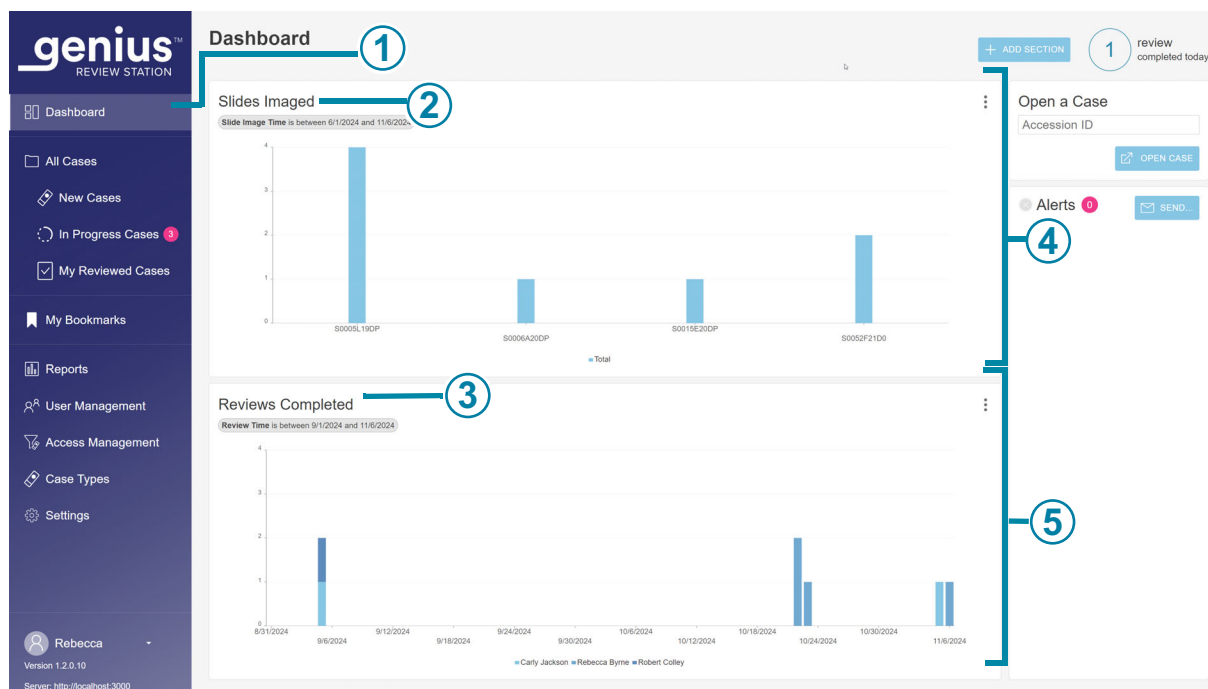 genius™
REVIEW STATION
Dashboard
All Cases
New Cases
In Progress Cases 3
My Reviewed Cases
My Bookmarks
Reports
User Management
Access Management
Case Types
Settings
Rebecca
Version 1.2.0.10
Server: http://localhost:3000
Dashboard
1
+ ADD SECTION
1
review
completed today
Slides Imaged
2
Slide Image Time is between 6/1/2024 and 11/6/2024
4
3
2
1
0
S0005L19DP
S0006A20DP
S0015E20DP
S0052F21D0
Total
4
Reviews Completed
3
Review Time is between 9/1/2024 and 11/6/2024
4
3
2
1
0
8/31/2024
9/6/2024
9/12/2024
9/18/2024
9/24/2024
9/30/2024
10/6/2024
10/12/2024
10/18/2024
10/24/2024
10/30/2024
11/6/2024
Carly Jackson Rebecca Byrne Robert Colley
5
Open a Case
Accession ID
OPEN CASE
Alerts 0
SEND...